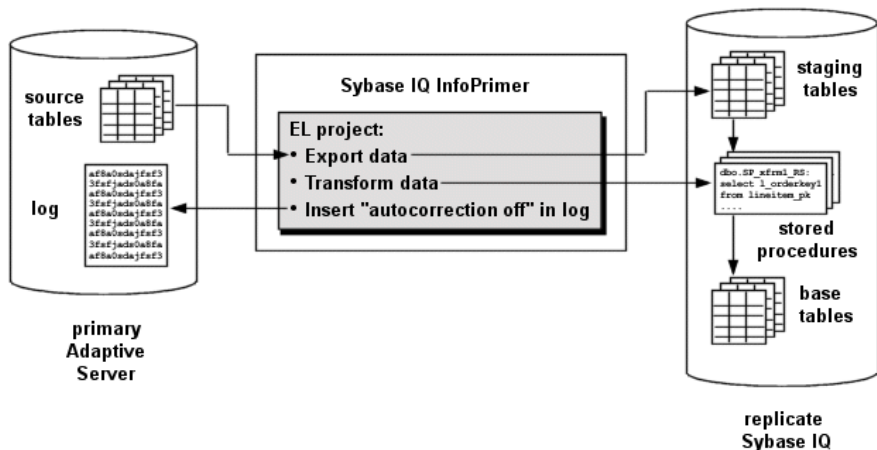 source
tables
log
af8a0sdajfsf3
3fsfjads0a8fa
af8a0sdajfsf3
3fsfjads0a8fa
af8a0sdajfsf3
3fsfjads0a8fa
af8a0sdajfsf3
3fsfjads0a8fa
af8a0sdajfsf3
primary
Adaptive
Server
Sybase IQ InfoPrimer
EL project:
• Export data
• Transform data
• Insert "autocorrection off" in log
staging
tables
dbo.SP_xfrm1_RS:
select l_orderkey1
from lineitem_pk
....
stored
procedures
base
tables
replicate
Sybase IQ